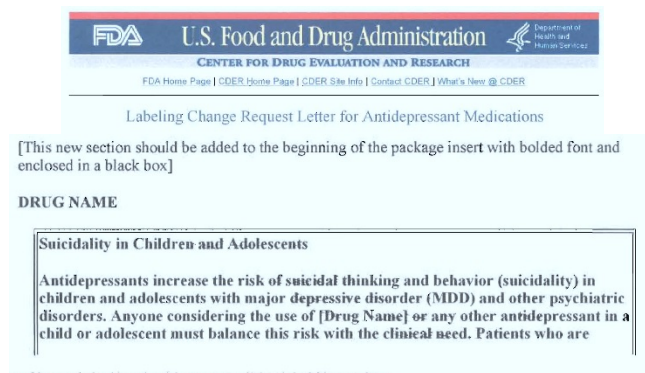 FDA U.S. Food and Drug Administration Department of
Health and
Human Services
CENTER FOR DRUG EVALUATION AND RESEARCH
FDA Home Page | CDER Home Page | CDER Site Info | Contact CDER | What's New @ CDER
Labeling Change Request Letter for Antidepressant Medications
[This new section should be added to the beginning of the package insert with bolded font and
enclosed in a black box]
DRUG NAME
Suicidality in Children and Adolescents
Antidepressants increase the risk of suicidal thinking and behavior (suicidality) in
children and adolescents with major depressive disorder (MDD) and other psychiatric
disorders. Anyone considering the use of [Drug Name] or any other antidepressant in a
child or adolescent must balance this risk with the clinical need. Patients who are